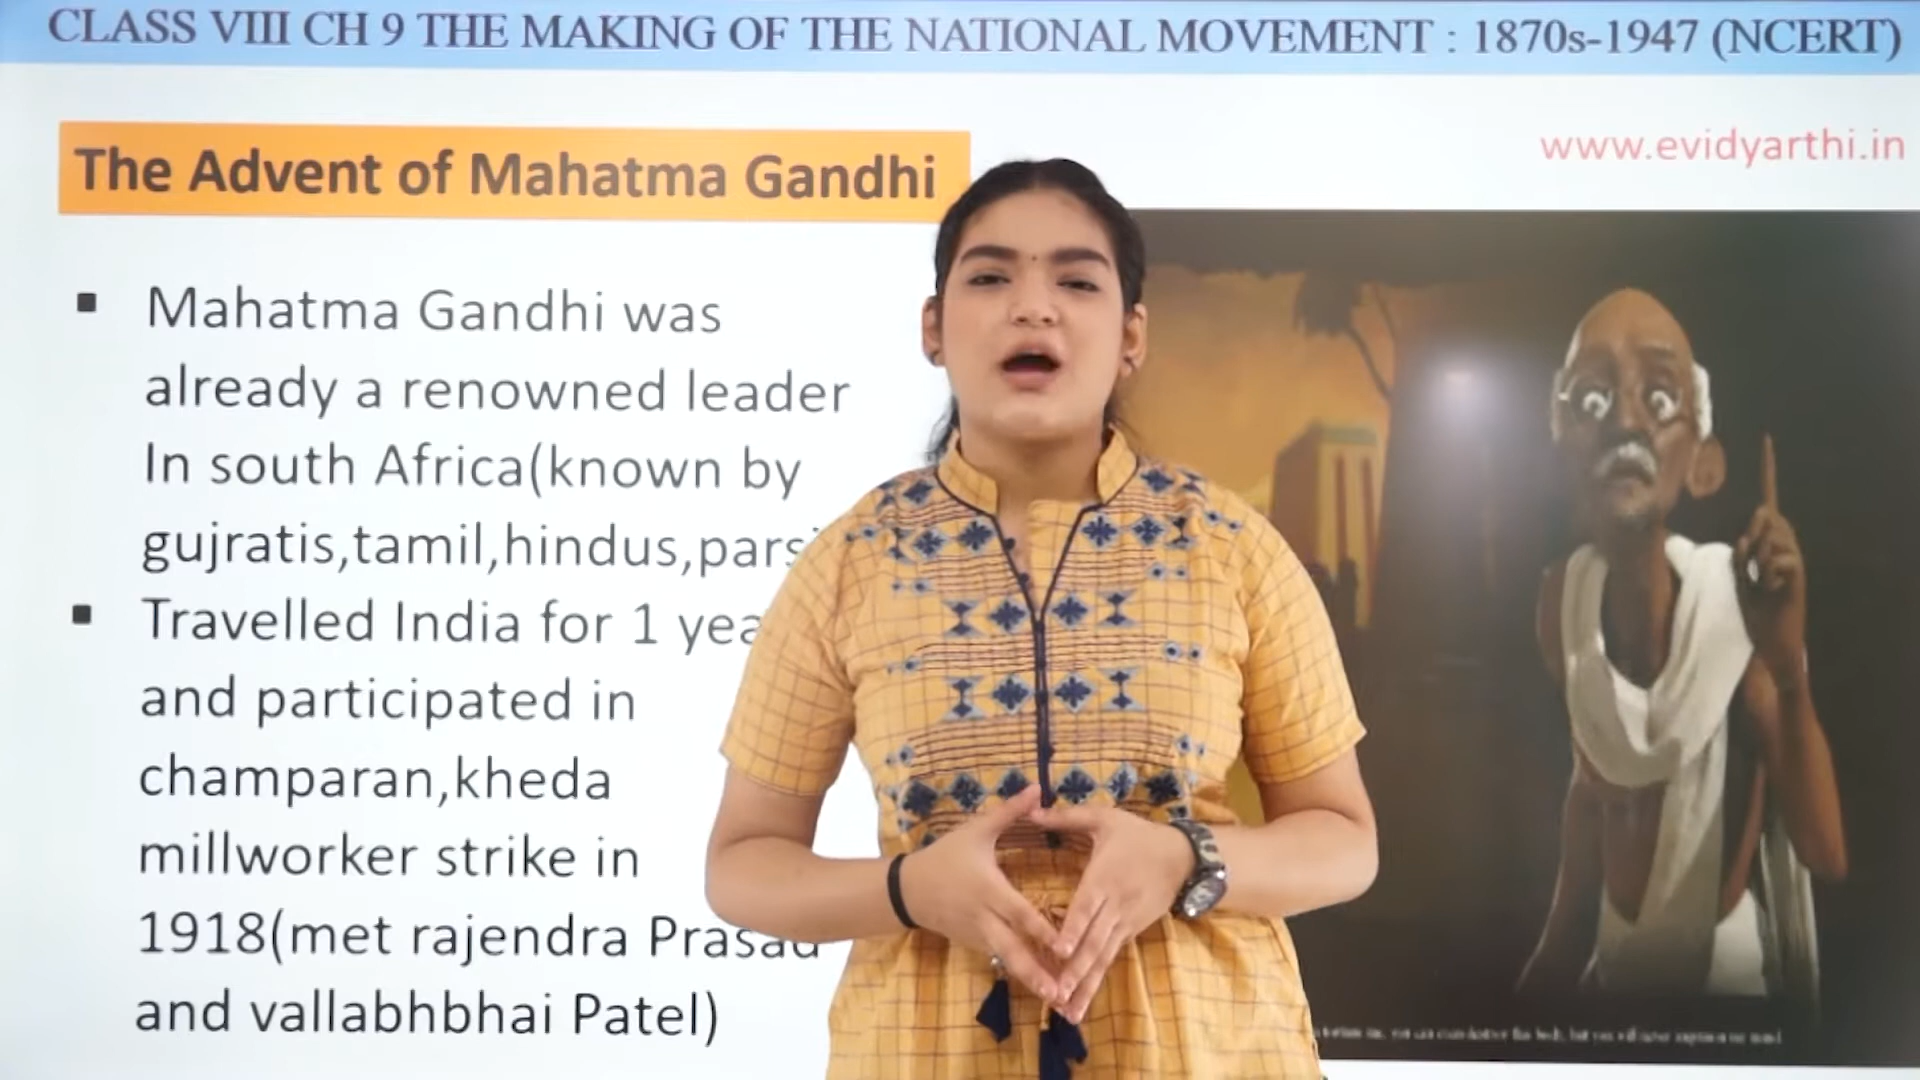 CLASS VIII CH 9 THE MAKING OF THE NATIONAL MOVEMENT : 1870s-1947 (NCERT)
www.evidyarthi.in
The Advent of Mahatma Gandhi
▪ Mahatma Gandhi was
already a renowned leader
In south Africa(known by
gujratis,tamil,hindus,parsi
▪ Travelled India for 1 yea
and participated in
champaran,kheda
millworker strike in
1918(met rajendra Prasad
and vallabhbhai Patel)